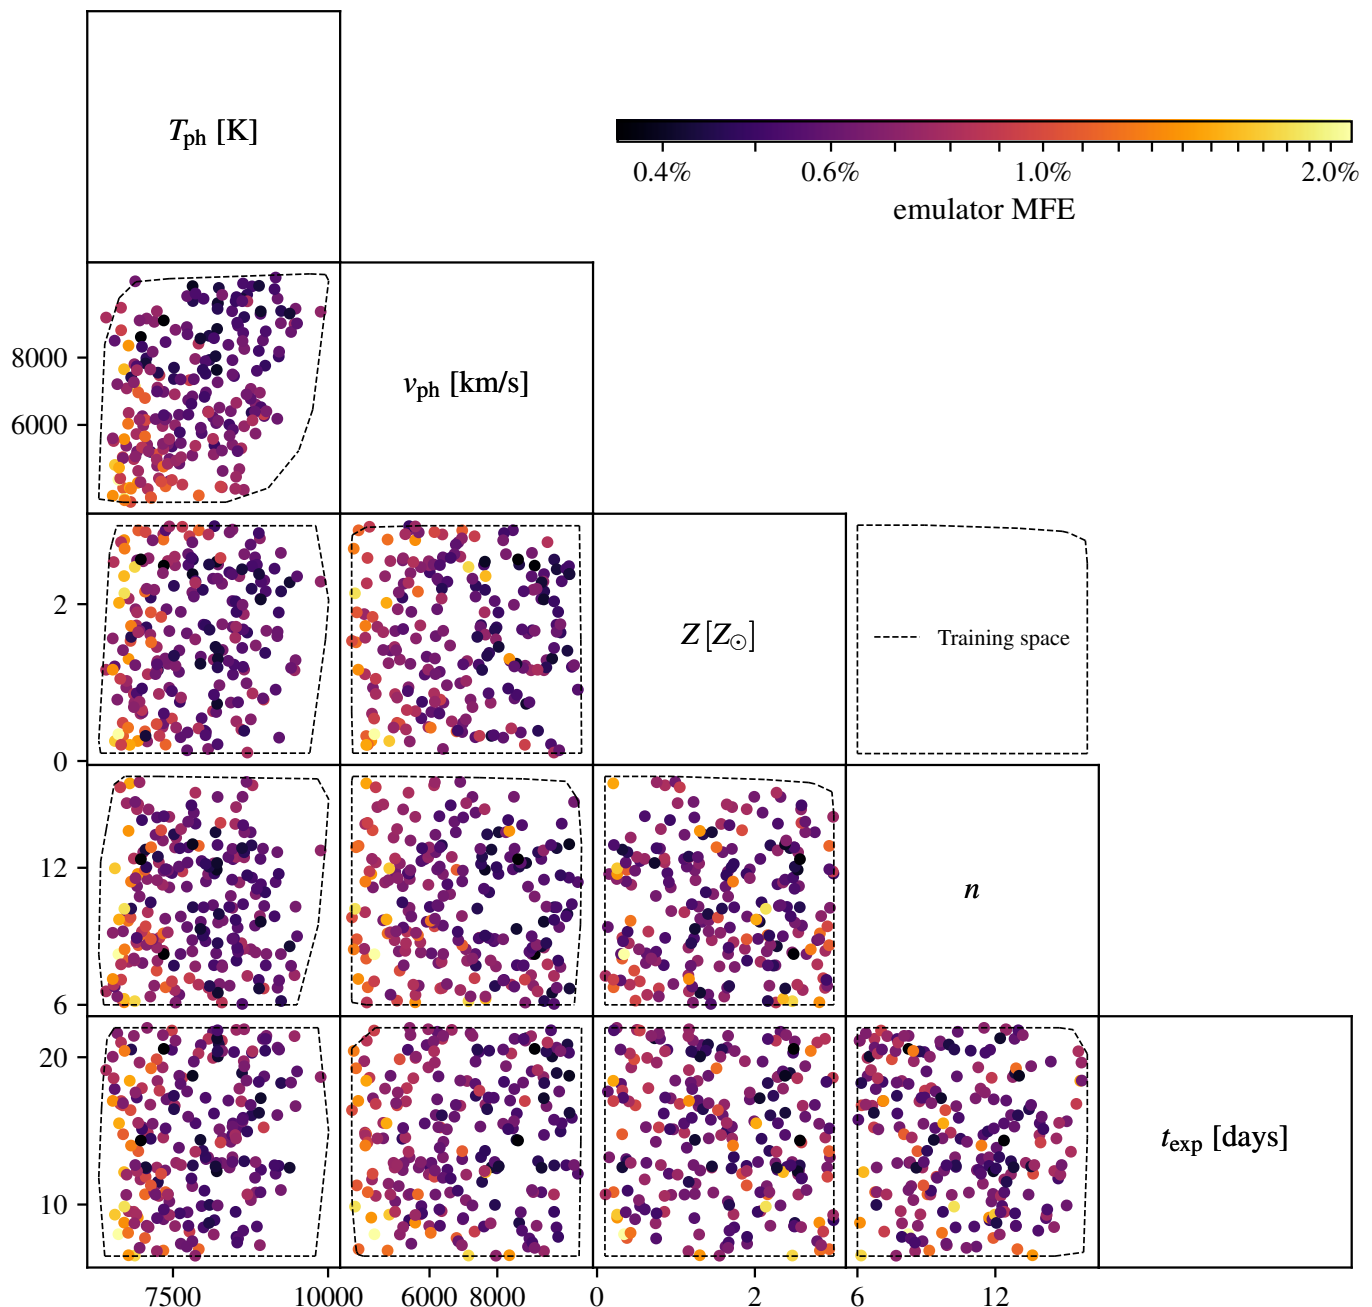 T_ph [K]
0.4% 0.6% 1.0% 2.0%
emulator MFE
8000
6000
v_ph [km/s]
2
0
Z [Z_⊙]
Training space
12
6
n
20
10
t_exp [days]
7500 10000 6000 8000 0 2 6 12